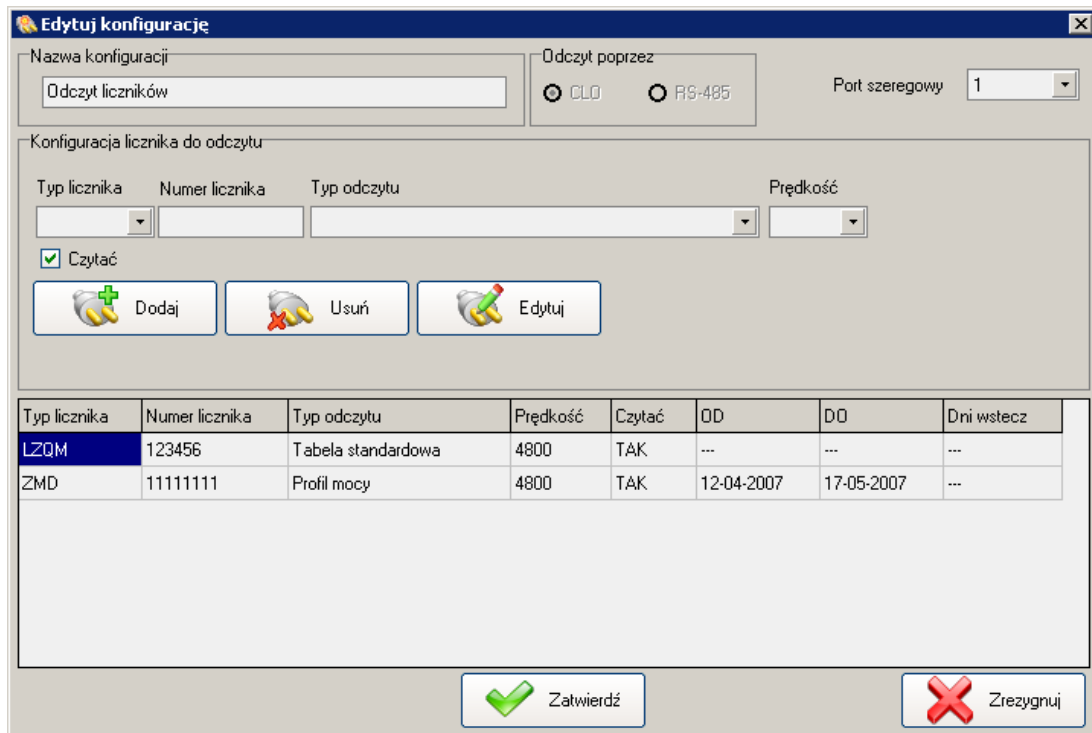 Edytuj konfigurację
Nazwa konfiguracji
Odczyt liczników
Odczyt poprzez
CLO RS-485
Port szeregowy 1
Konfiguracja licznika do odczytu
Typ licznika Numer licznika Typ odczytu Prędkość
Czytać
Dodaj Usuń Edytuj
Typ licznika Numer licznika Typ odczytu Prędkość Czytać OD DO Dni wstecz
LZQM 123456 Tabela standardowa 4800 TAK --- --- ---
ZMD 11111111 Profil mocy 4800 TAK 12-04-2007 17-05-2007 ---
Zatwierdź Zrezygnuj